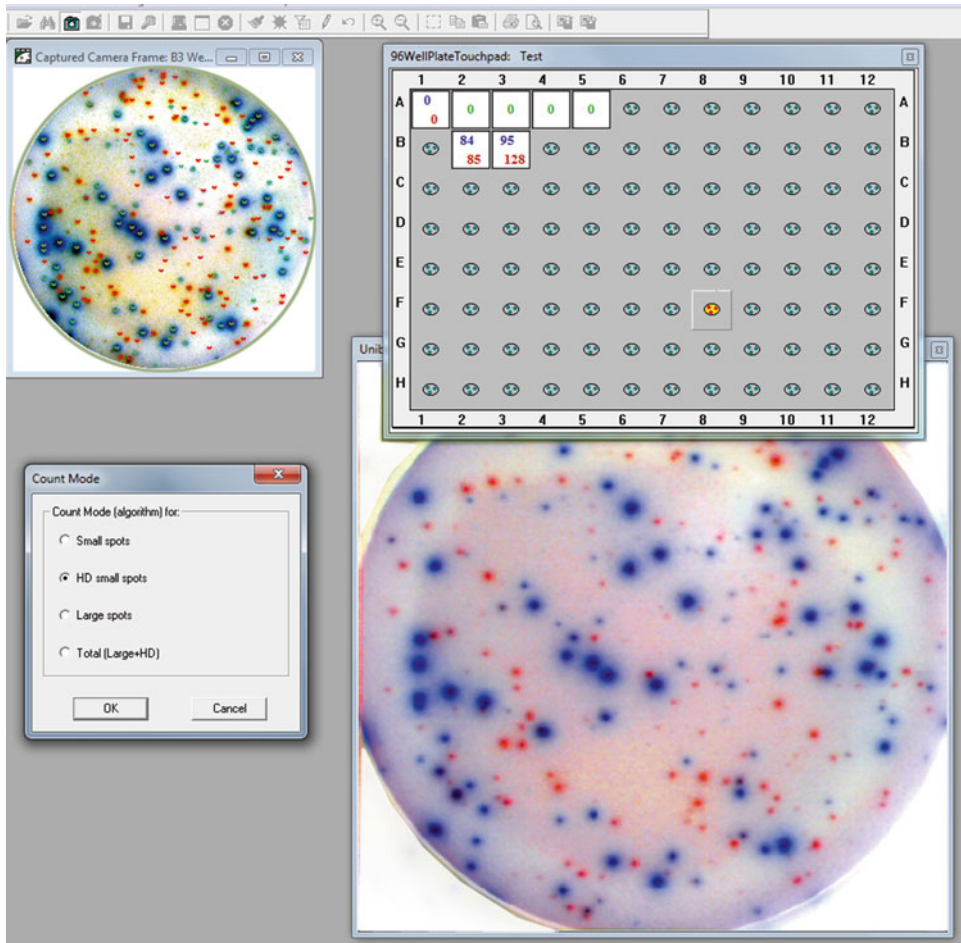 Captured Camera Frame: B3 We...
96WellPlateTouchpad: Test
1 2 3 4 5 6 7 8 9 10 11 12
A 0 0 0 0 0 A
0
B 84 95 B
85 128
C C
D D
E E
F F
G G
H H
1 2 3 4 5 6 7 8 9 10 11 12
Unib
Count Mode
Count Mode (algorithm) for:
Small spots
HD small spots
Large spots
Total (Large+HD)
OK Cancel